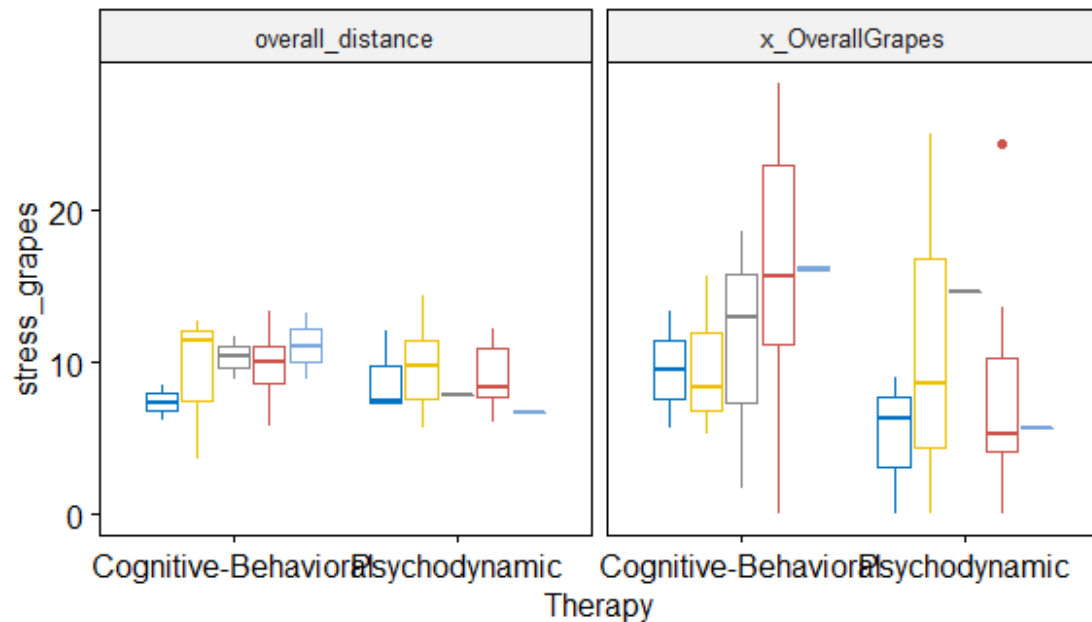 overall_distance
x_OverallGrapes
stress_grapes
20
10
0
Cognitive-Behavioral
Psychodynamic
Cognitive-Behavioral
Psychodynamic
Therapy